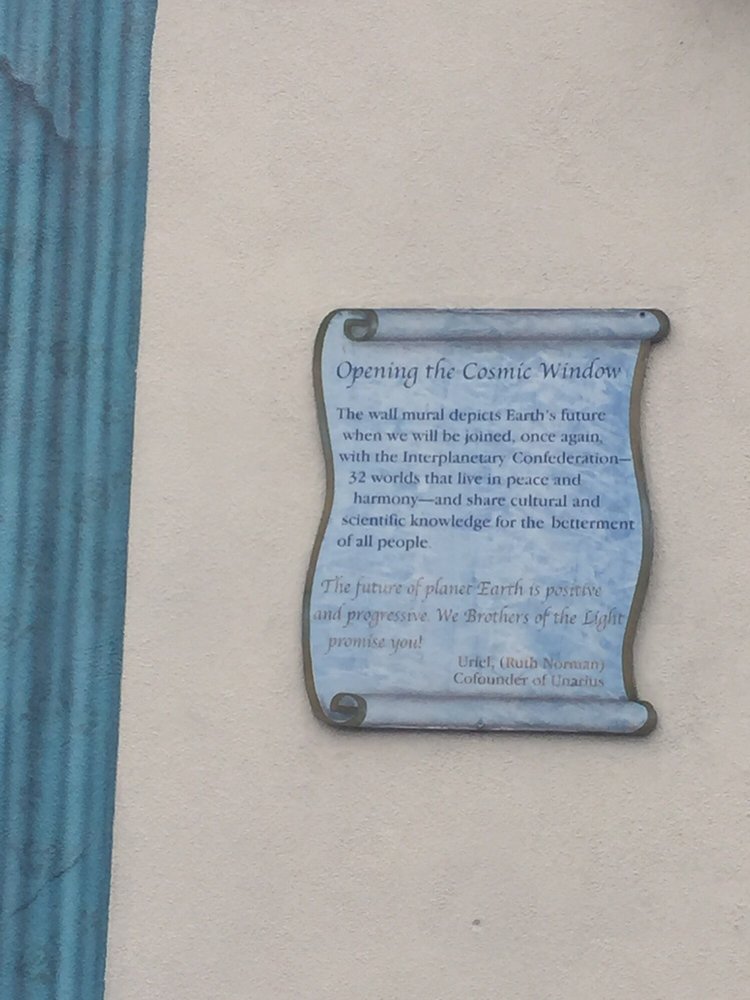 Opening the Cosmic Window
The wall mural depicts Earth's future
when we will be joined, once again,
with the Interplanetary Confederation—
32 worlds that live in peace and
harmony—and share cultural and
scientific knowledge for the betterment
of all people.
The future of planet Earth is positive
and progressive. We Brothers of the Light
promise you!
Uriel, (Ruth Norman)
Cofounder of Unarius